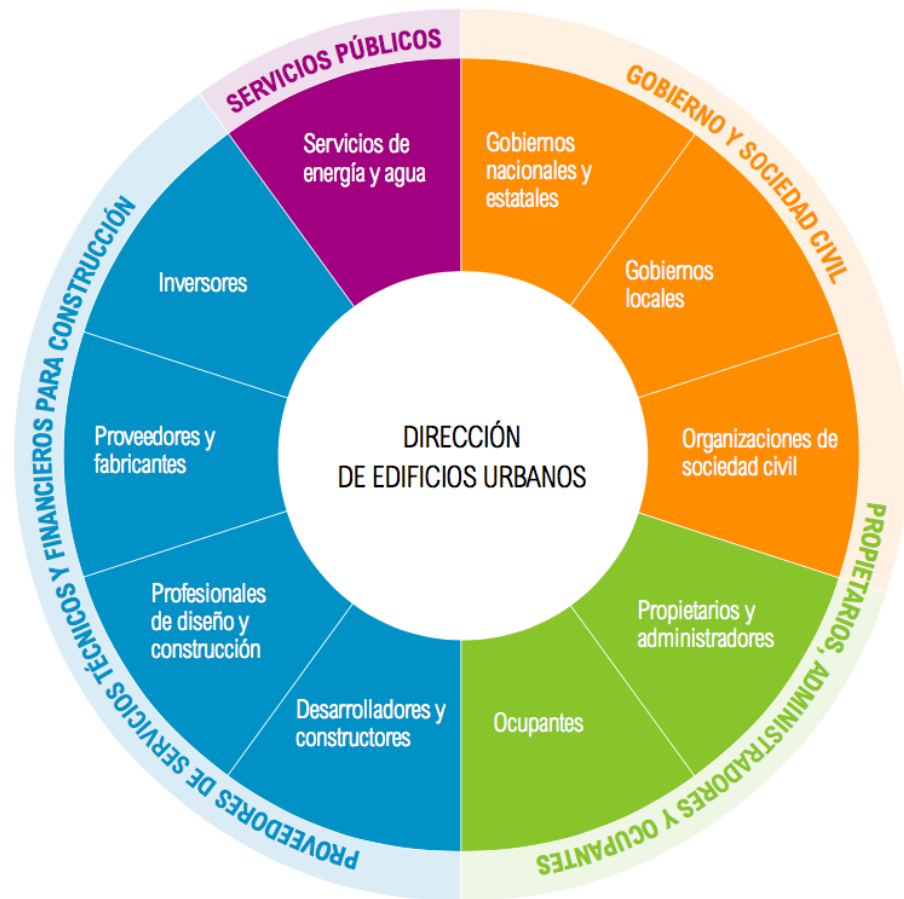 SERVICIOS PÚBLICOS
Servicios de
energía y agua
GOBIERNO Y SOCIEDAD CIVIL
Gobiernos
nacionales y
estatales
Gobiernos
locales
Organizaciones de
sociedad civil
PROPIETARIOS, ADMINISTRADORES Y OCUPANTES
Propietarios y
administradores
Ocupantes
PROVEEDORES DE SERVICIOS TÉCNICOS Y FINANCIEROS PARA CONSTRUCCIÓN
Desarrolladores y
constructores
Profesionales
de diseño y
construcción
Proveedores y
fabricantes
Inversores
DIRECCIÓN
DE EDIFICIOS URBANOS